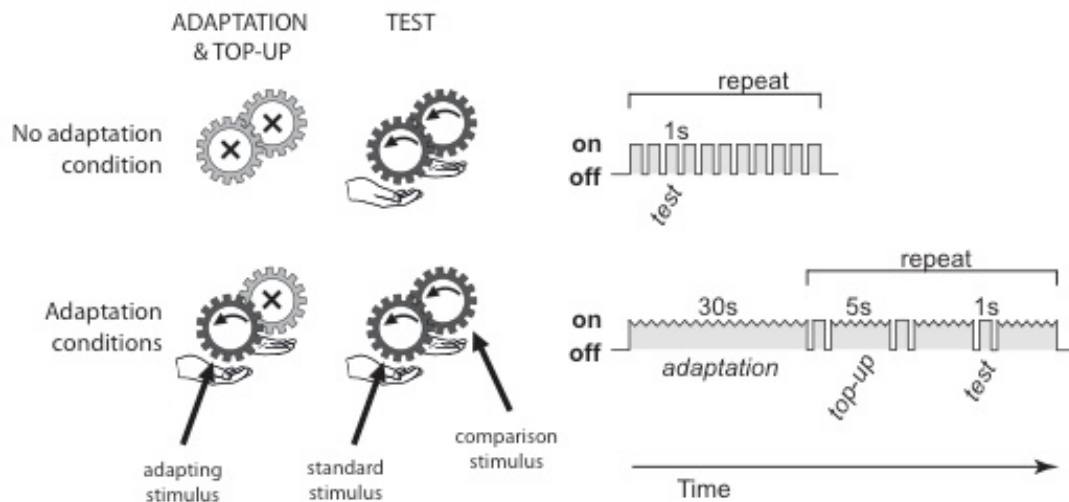 ADAPTATION
& TOP-UP
TEST
No adaptation
condition
repeat
on
off
1s
test
Adaptation
conditions
repeat
on
off
30s
5s
1s
adaptation
top-up
test
adapting
stimulus
standard
stimulus
comparison
stimulus
Time